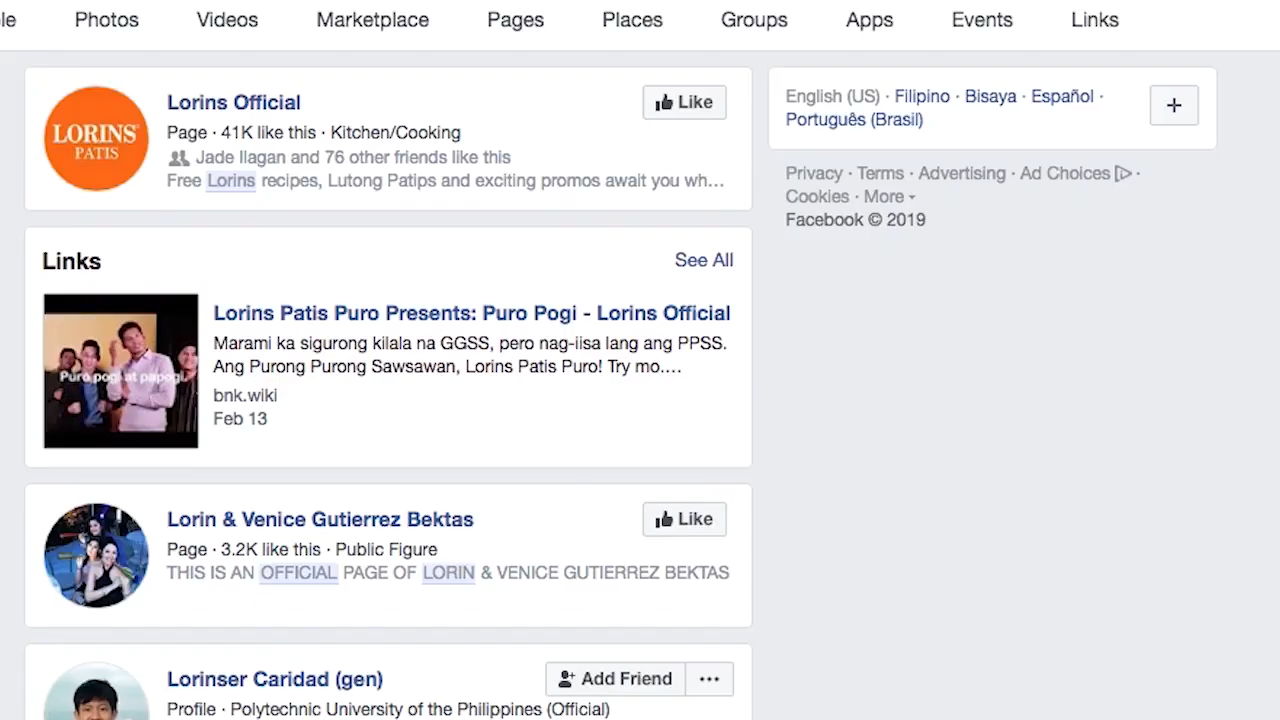 le Photos Videos Marketplace Pages Places Groups Apps Events Links
LORINS
PATIS
Lorins Official
Like
Page · 41K like this · Kitchen/Cooking
Jade Ilagan and 76 other friends like this
Free Lorins recipes, Lutong Patips and exciting promos await you wh...
Links
See All
Puro pogi at papogi.
Lorins Patis Puro Presents: Puro Pogi - Lorins Official
Marami ka sigurong kilala na GGSS, pero nag-iisa lang ang PPSS.
Ang Purong Purong Sawsawan, Lorins Patis Puro! Try mo....
bnk.wiki
Feb 13
Lorin & Venice Gutierrez Bektas
Like
Page · 3.2K like this · Public Figure
THIS IS AN OFFICIAL PAGE OF LORIN & VENICE GUTIERREZ BEKTAS
Lorinser Caridad (gen)
Add Friend
Profile · Polytechnic University of the Philippines (Official)
English (US) · Filipino · Bisaya · Español ·
Português (Brasil)
Privacy · Terms · Advertising · Ad Choices ·
Cookies · More
Facebook © 2019